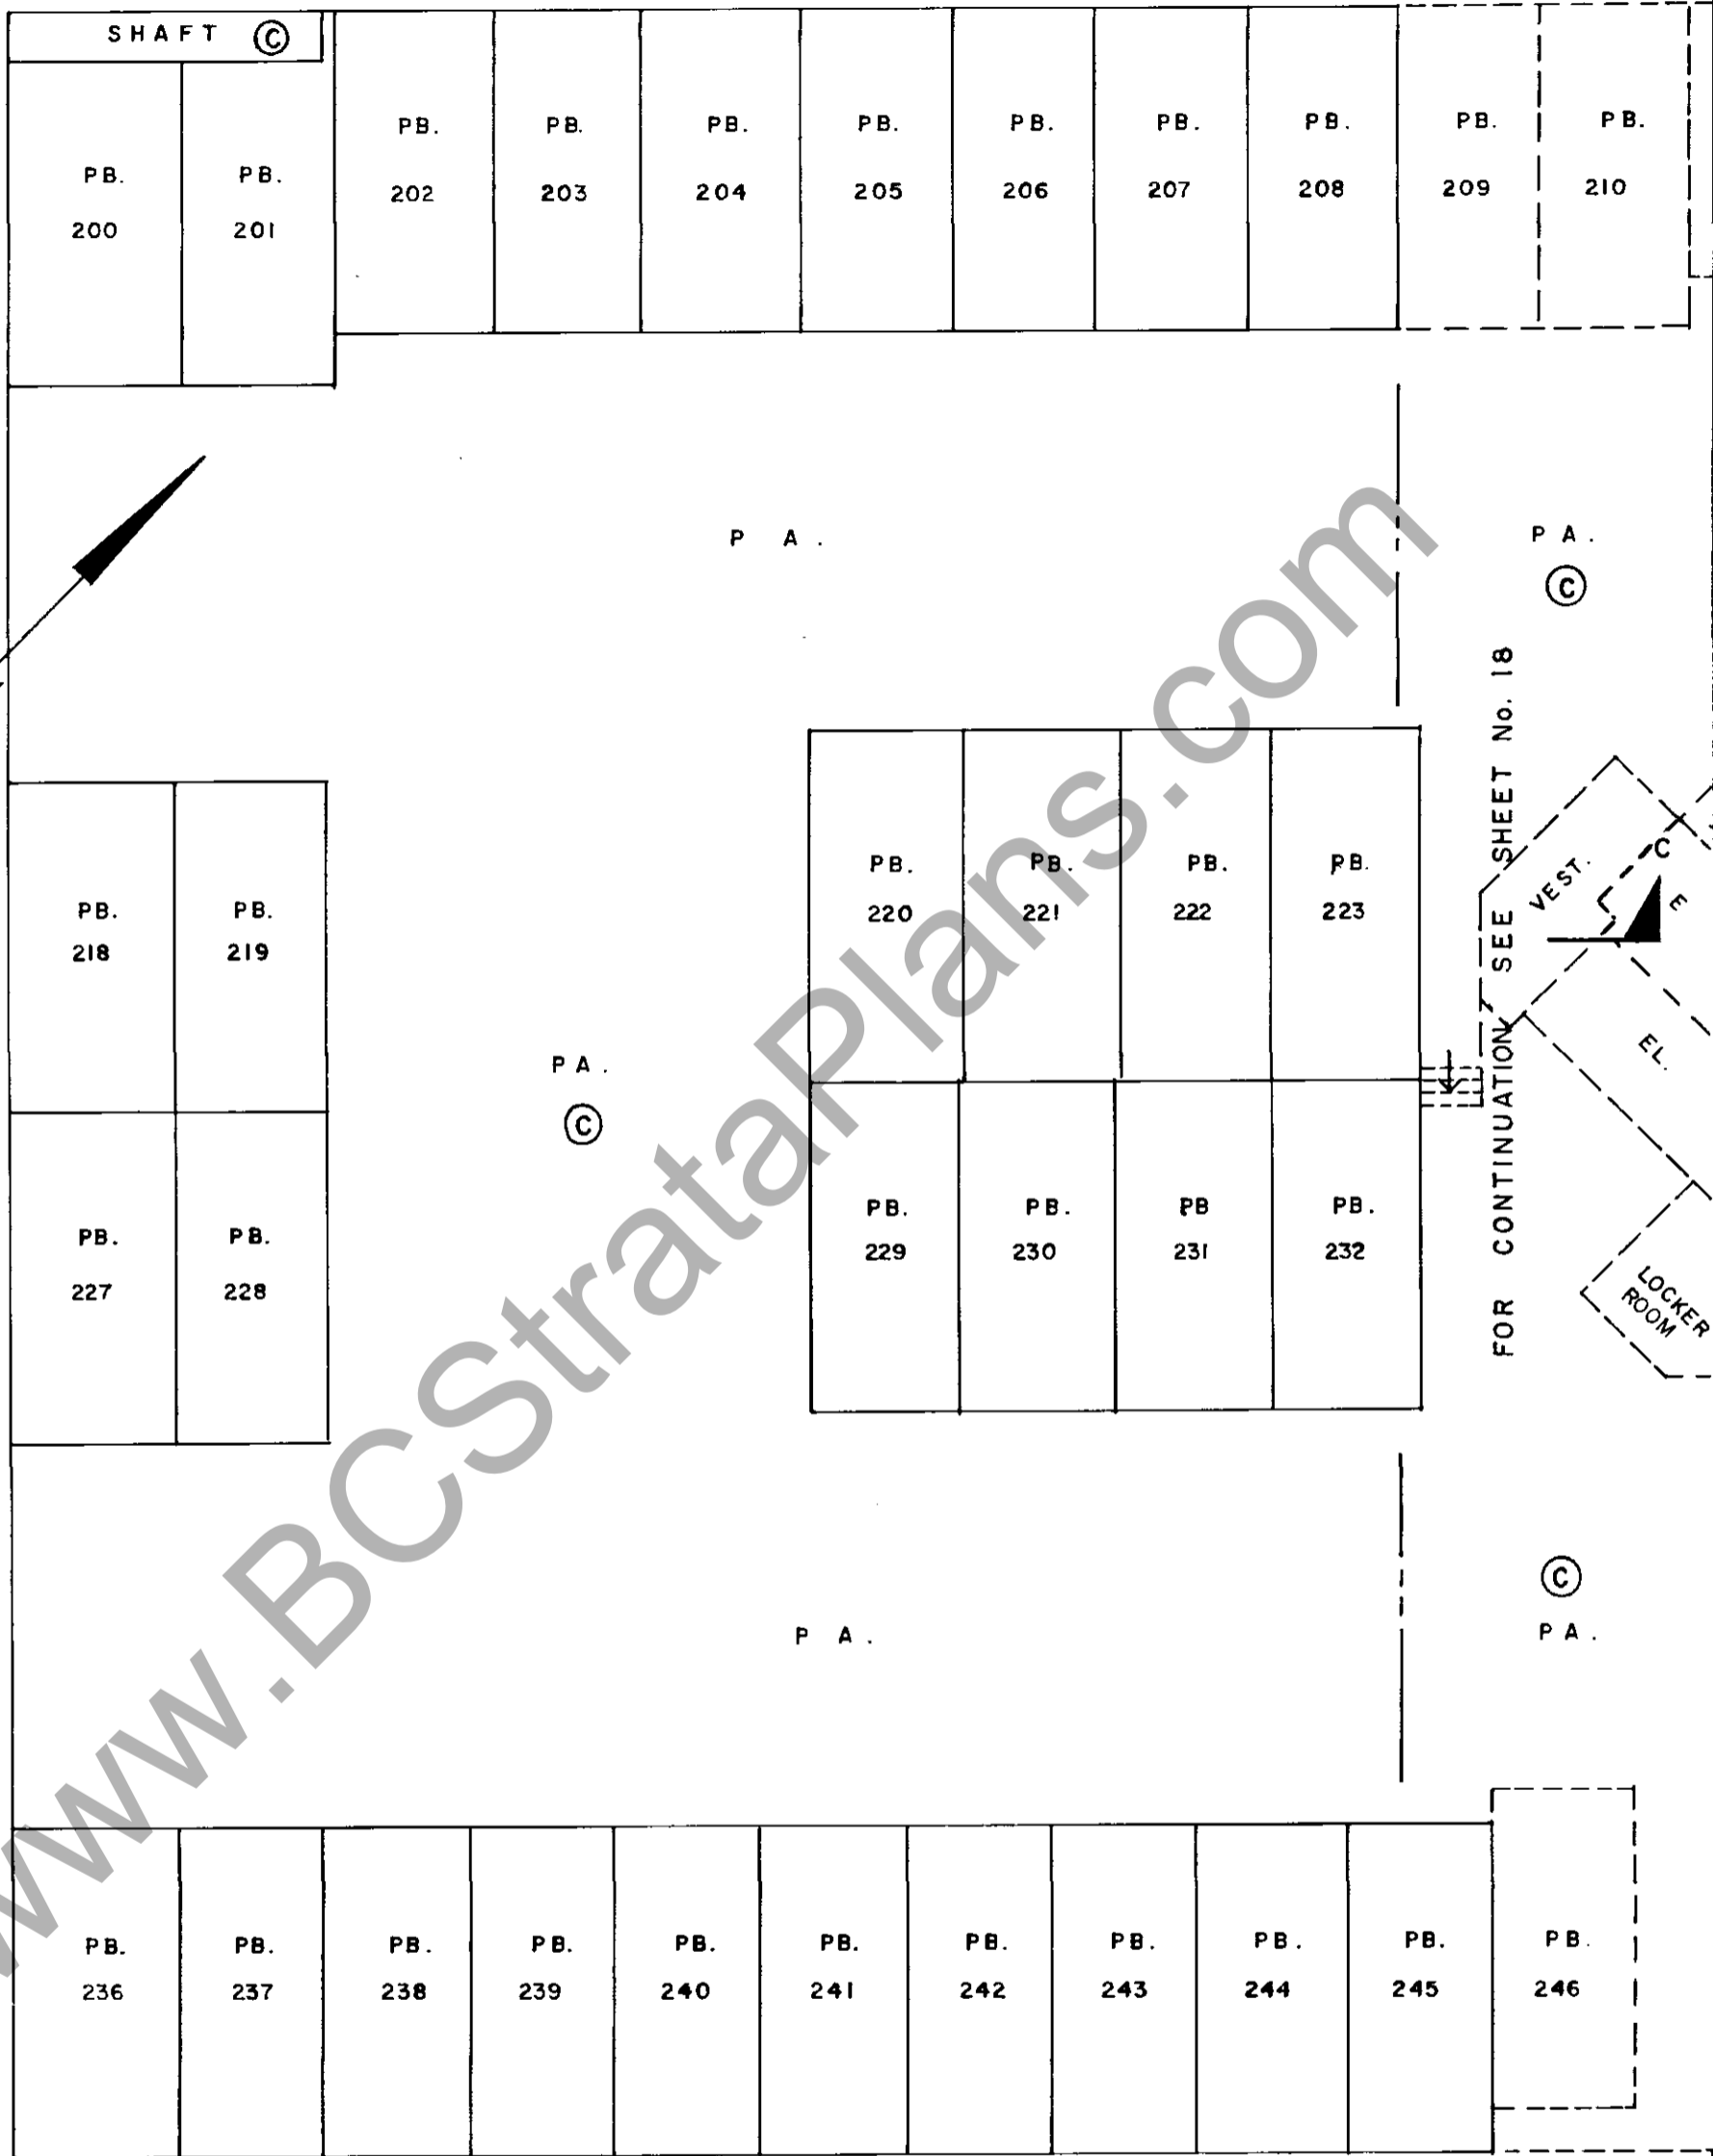 SHAFT C
PB.
200
PB.
201
PB.
202
PB.
203
PB.
204
PB.
205
PB.
206
PB.
207
PB.
208
PB.
209
PB.
210
P A.
P A.
C
FOR CONTINUATION SEE SHEET No. 18
PB.
218
PB.
219
PB.
220
PB.
221
PB.
222
PB.
223
VEST.
C
E
EL.
P A.
C
PB.
227
PB.
228
PB.
229
PB.
230
PB
231
PB.
232
LOCKER
ROOM
P A.
C
P A.
PB.
236
PB.
237
PB.
238
PB.
239
PB.
240
PB.
241
PB.
242
PB.
243
PB.
244
PB.
245
PB.
246
www.BCStrataPlans.com